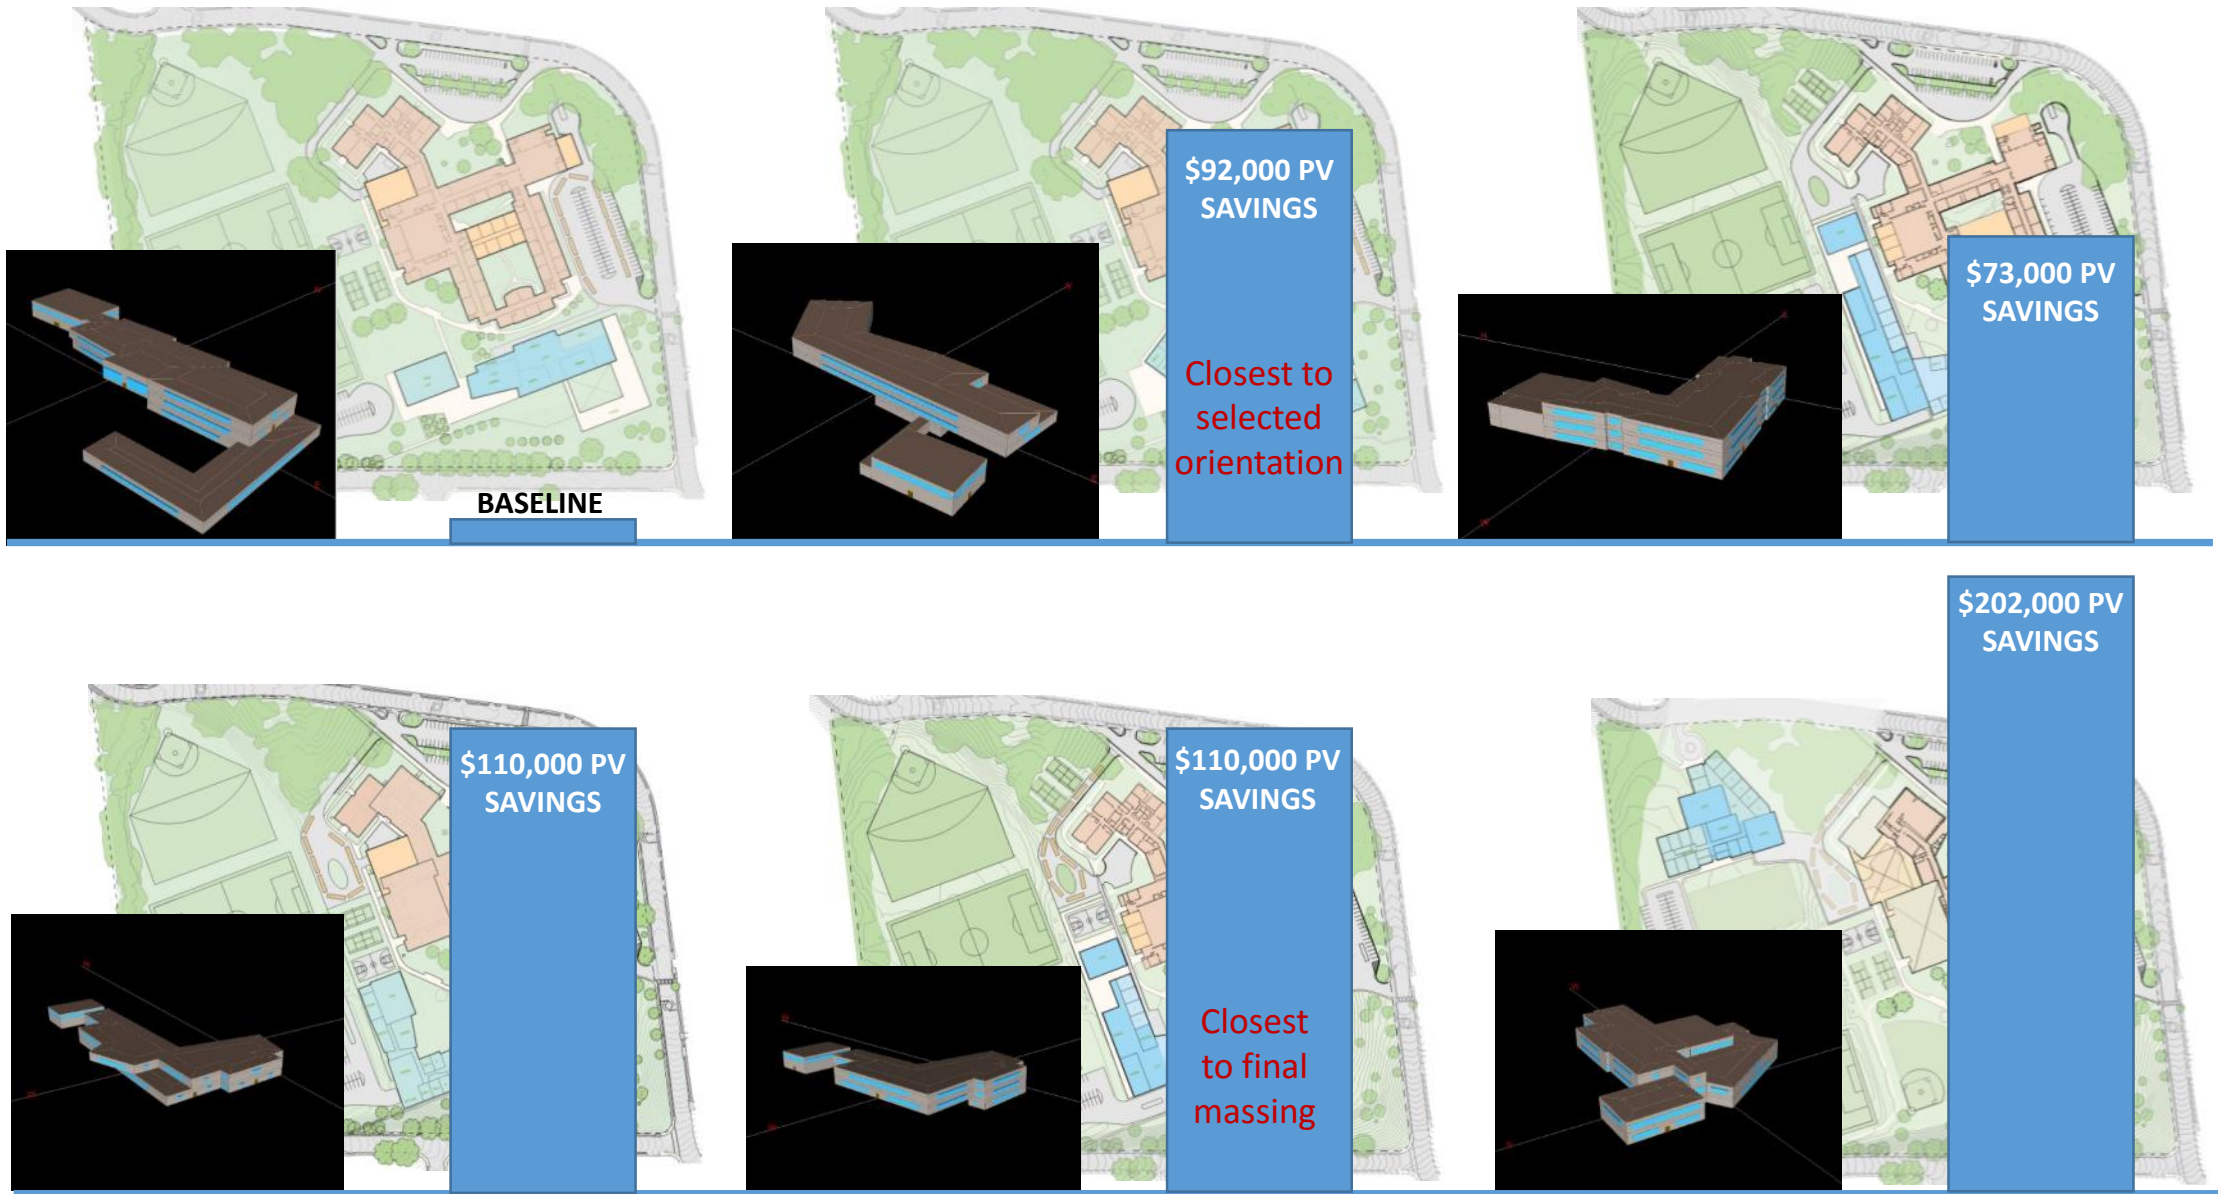 $92,000 PV
SAVINGS
Closest to
selected
orientation
$73,000 PV
SAVINGS
BASELINE
$202,000 PV
SAVINGS
$110,000 PV
SAVINGS
$110,000 PV
SAVINGS
Closest
to final
massing